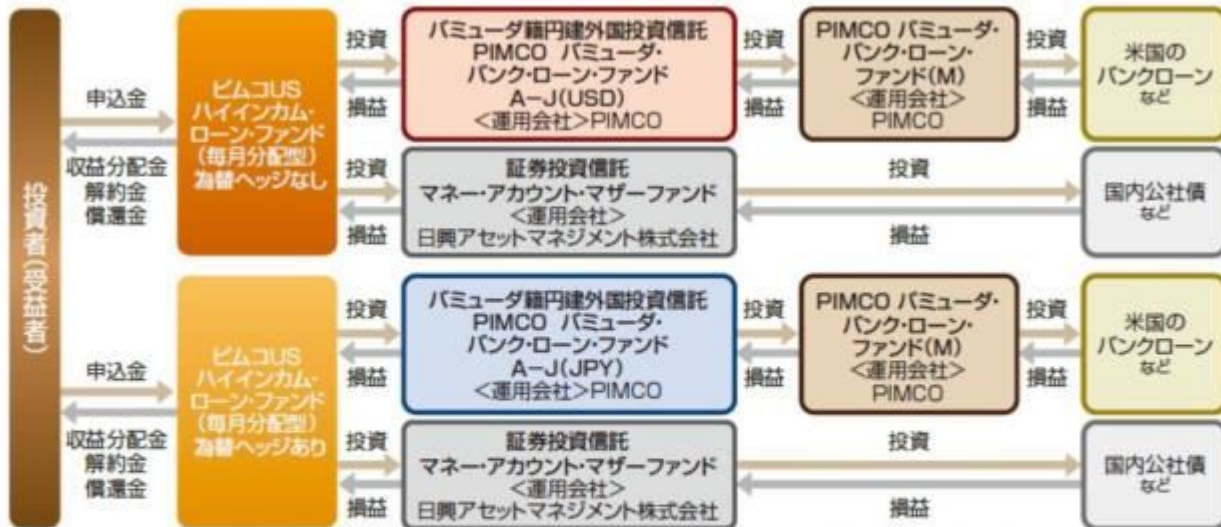 投資者(受益者)
申込金
収益分配金
解約金
償還金
ピムコUS
ハイインカム・
ローン・ファンド
(毎月分配型)
為替ヘッジなし
投資
損益
バミューダ籍円建外国投資信託
PIMCO バミューダ・
バンク・ローン・ファンド
A-J(USD)
<運用会社>PIMCO
投資
損益
PIMCO バミューダ・
バンク・ローン・
ファンド(M)
<運用会社>
PIMCO
投資
損益
米国の
バンクローン
など
投資
損益
証券投資信託
マネー・アカウント・マザーファンド
<運用会社>
日興アセットマネジメント株式会社
投資
損益
国内公社債
など
申込金
収益分配金
解約金
償還金
ピムコUS
ハイインカム・
ローン・ファンド
(毎月分配型)
為替ヘッジあり
投資
損益
バミューダ籍円建外国投資信託
PIMCO バミューダ・
バンク・ローン・ファンド
A-J(JPY)
<運用会社>PIMCO
投資
損益
PIMCO バミューダ・
バンク・ローン・
ファンド(M)
<運用会社>
PIMCO
投資
損益
米国の
バンクローン
など
投資
損益
証券投資信託
マネー・アカウント・マザーファンド
<運用会社>
日興アセットマネジメント株式会社
投資
損益
国内公社債
など